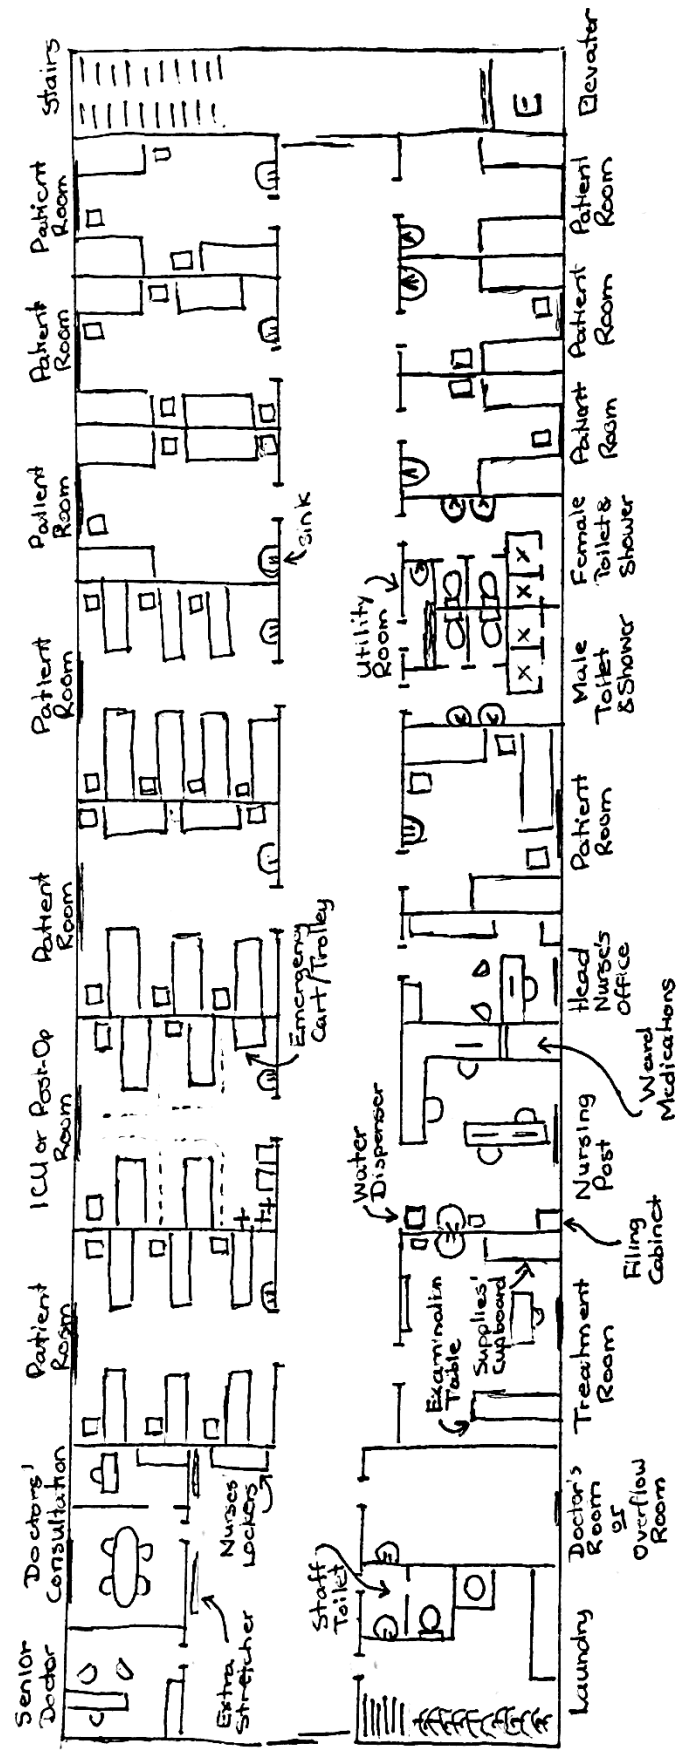 Stairs
Patient
Room
Patient
Room
Patient
Room
Patient
Room
Patient
Room
ICU or Post-Op
Room
Patient
Room
Doctors'
Consultation
Senior
Doctor
sink
Emergency
Cart/Trolley
Nurses
Lockers
Extra
Stretcher
Utility
Room
Water
Dispenser
Examination
Table
Supplies'
Cupboard
Staff
Toilet
Elevator
Patient
Room
Patient
Room
Patient
Room
Female
Toilet &
Shower
Male
Toilet
& Shower
Patient
Room
Head
Nurse's
Office
Ward
Medications
Nursing
Post
Filing
Cabinet
Treatment
Room
Doctor's
Room
or
Overflow
Room
Laundry